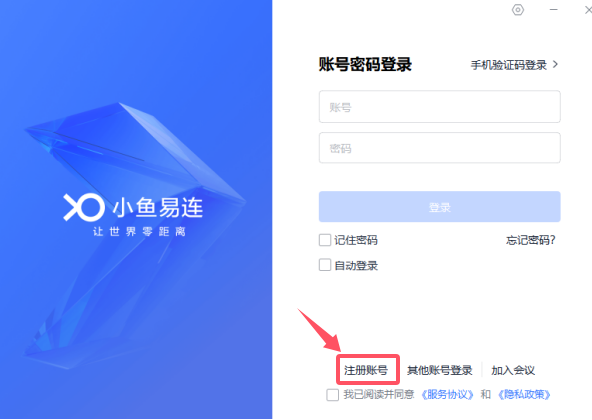 账号密码登录
手机验证码登录
账号
密码
小鱼易连
让世界零距离
登录
记住密码
忘记密码?
自动登录
注册账号 其他账号登录 加入会议
我已阅读并同意《服务协议》和《隐私政策》